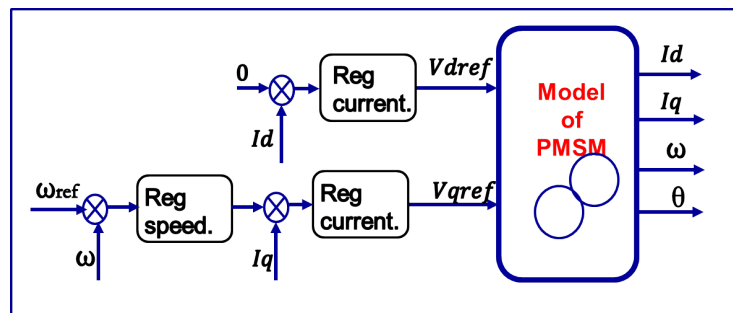 0
Reg
current.
Vdref
Id
ωref
Reg
speed.
ω
Iq
Reg
current.
Vqref
Model
of
PMSM
Id
Iq
ω
θ